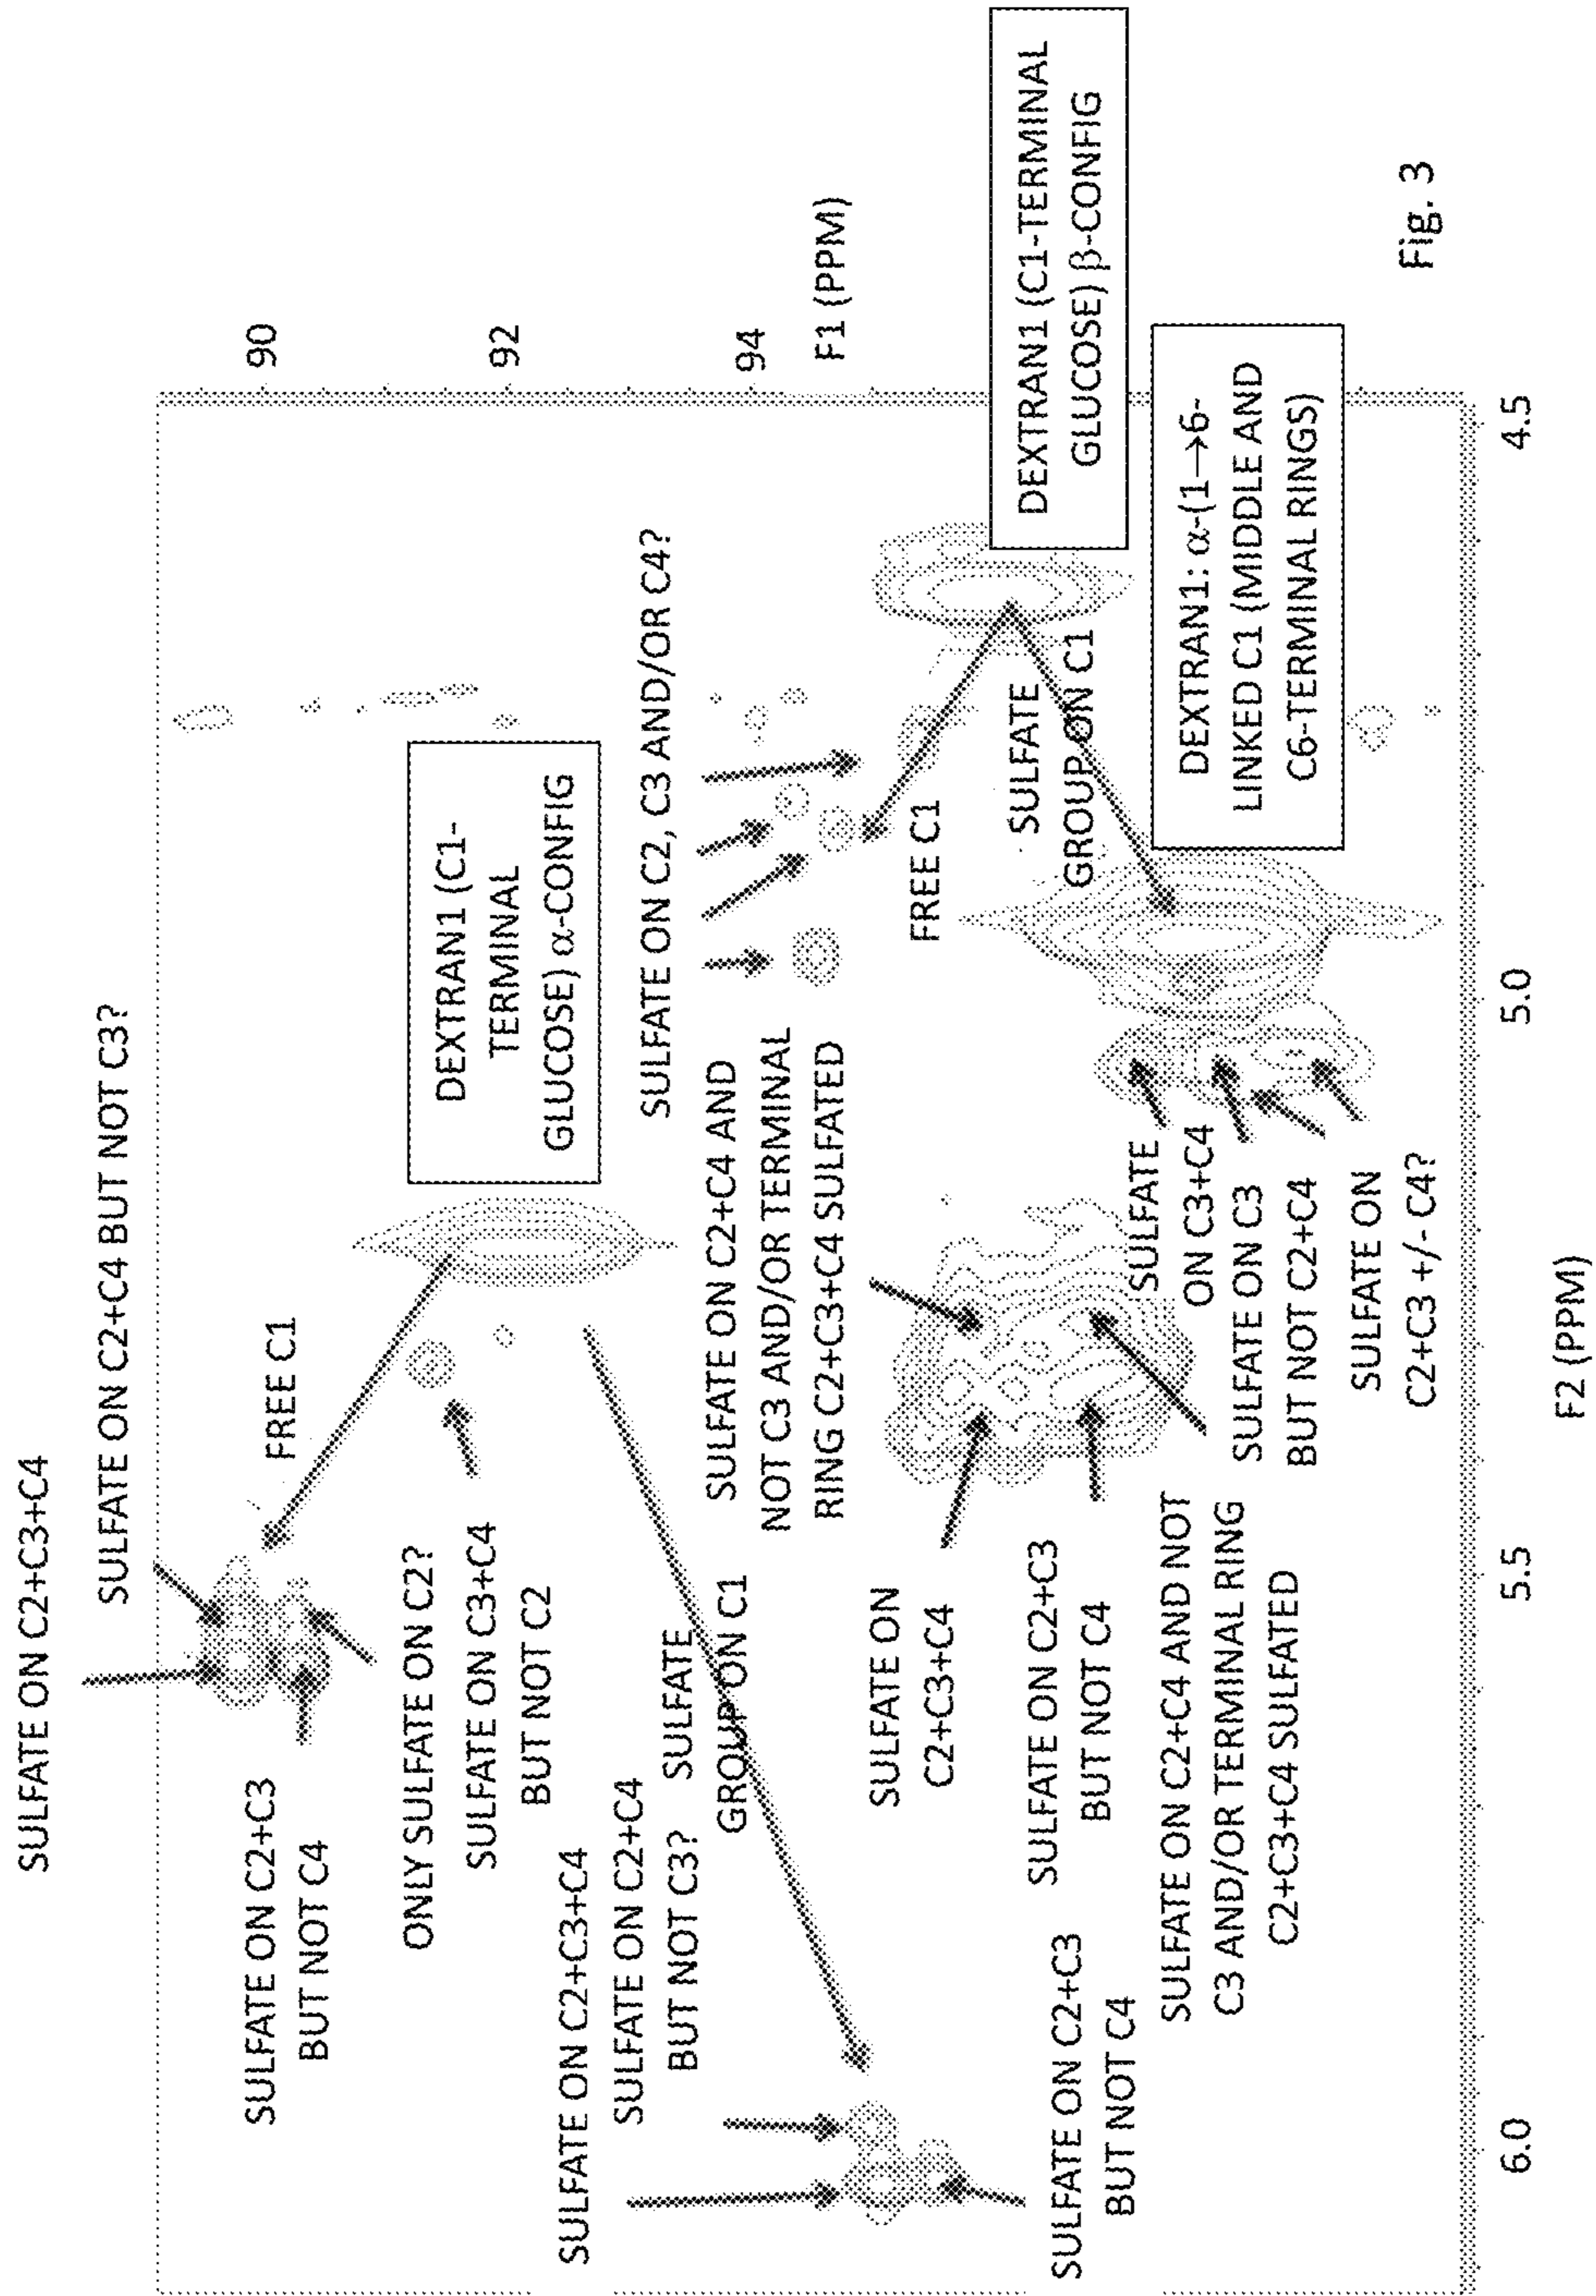 SULFATE ON C2+C3+C4
SULFATE ON C2+C4 BUT NOT C3?
SULFATE ON C2+C3
BUT NOT C4
FREE C1
90
ONLY SULFATE ON C2?
SULFATE ON C3+C4
BUT NOT C2
DEXTRAN1 (C1-
TERMINAL
GLUCOSE) α-CONFIG
92
SULFATE ON C2+C3+C4
SULFATE ON C2+C4
BUT NOT C3?
SULFATE
GROUP ON C1
SULFATE ON C2, C3 AND/OR C4?
94
F1 (PPM)
SULFATE ON C2+C4 AND
NOT C3 AND/OR TERMINAL
RING C2+C3+C4 SULFATED
SULFATE ON
C2+C3+C4
FREE C1
SULFATE
GROUP ON C1
DEXTRAN1 (C1-TERMINAL
GLUCOSE) β-CONFIG
SULFATE ON C2+C3
BUT NOT C4
SULFATE ON C2+C3
BUT NOT C4
SULFATE ON C2+C4 AND NOT
C3 AND/OR TERMINAL RING
C2+C3+C4 SULFATED
SULFATE
ON C3+C4
SULFATE ON C3
BUT NOT C2+C4
SULFATE ON
C2+C3 +/- C4?
DEXTRAN1: α-(1→6-
LINKED C1 (MIDDLE AND
C6-TERMINAL RINGS)
6.0
5.5
5.0
4.5
F2 (PPM)
Fig. 3